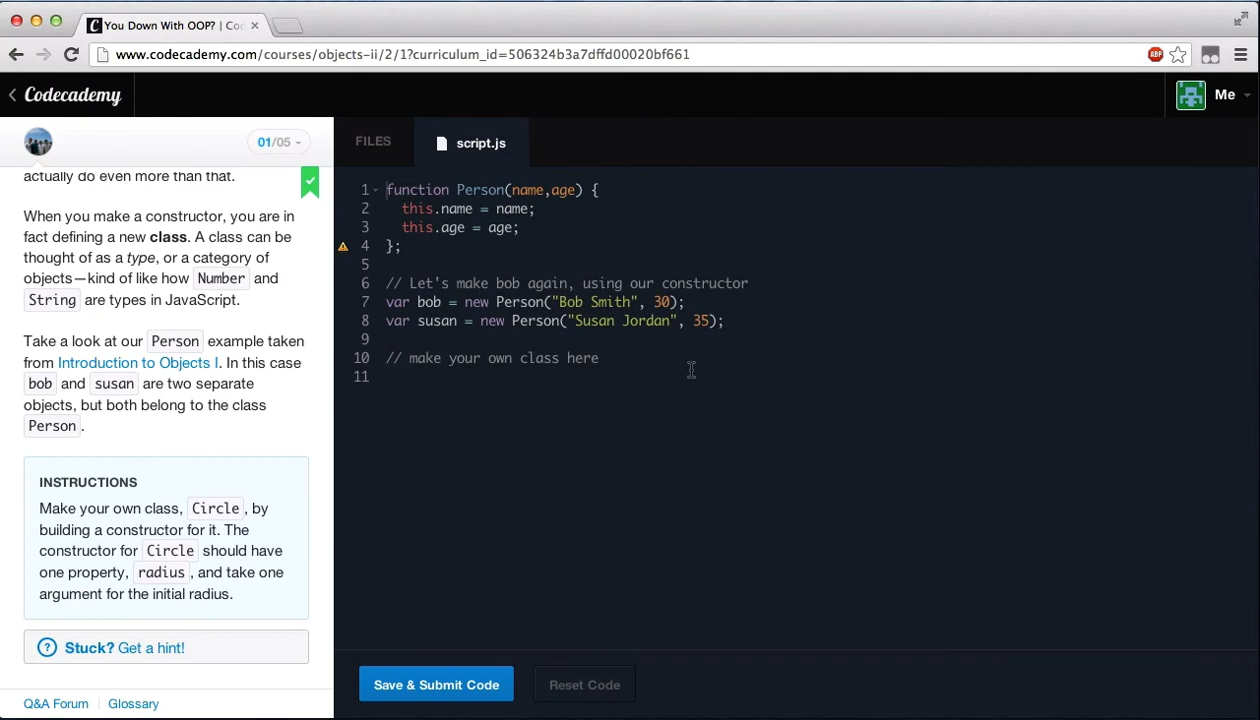 You Down With OOP? | Co
www.codecademy.com/courses/objects-ii/2/1?curriculum_id=506324b3a7dffd00020bf661
ABP
Codecademy
Me
01/05
FILES
script.js
actually do even more than that.
When you make a constructor, you are in
fact defining a new class. A class can be
thought of as a type, or a category of
objects—kind of like how Number and
String are types in JavaScript.
Take a look at our Person example taken
from Introduction to Objects I. In this case
bob and susan are two separate
objects, but both belong to the class
Person.
INSTRUCTIONS
Make your own class, Circle, by
building a constructor for it. The
constructor for Circle should have
one property, radius, and take one
argument for the initial radius.
? Stuck? Get a hint!
Q&A Forum Glossary
1 function Person(name,age) {
2 this.name = name;
3 this.age = age;
4 };
5
6 // Let's make bob again, using our constructor
7 var bob = new Person("Bob Smith", 30);
8 var susan = new Person("Susan Jordan", 35);
9
10 // make your own class here
11
Save & Submit Code
Reset Code